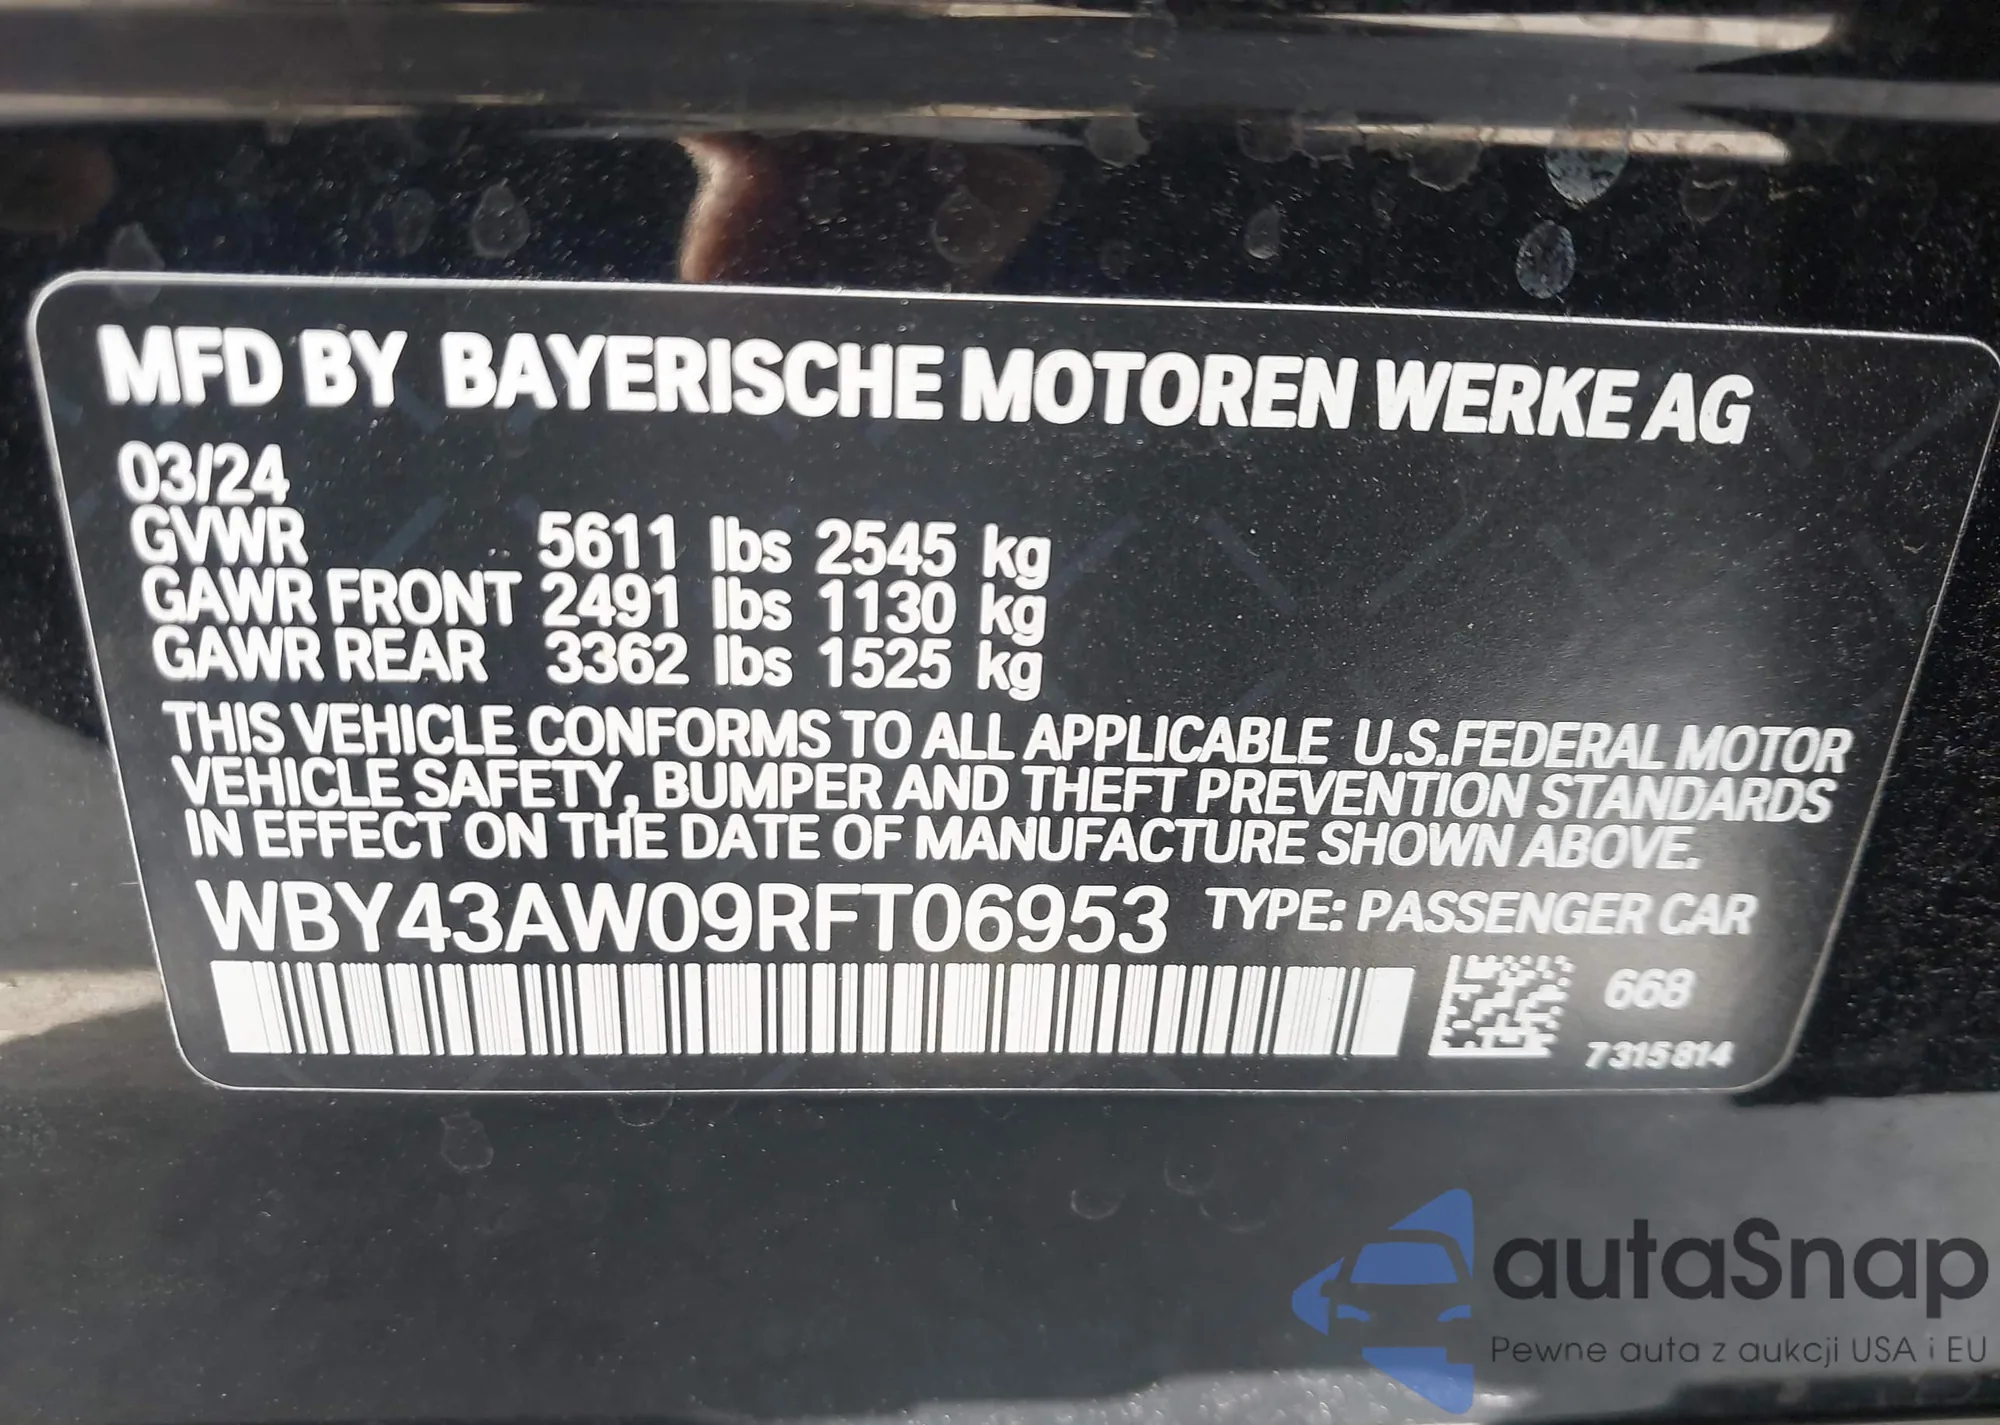 MFD BY BAYERISCHE MOTOREN WERKE AG
03/24
GVWR 5611 lbs 2545 kg
GAWR FRONT 2491 lbs 1130 kg
GAWR REAR 3362 lbs 1525 kg
THIS VEHICLE CONFORMS TO ALL APPLICABLE U.S.FEDERAL MOTOR
VEHICLE SAFETY, BUMPER AND THEFT PREVENTION STANDARDS
IN EFFECT ON THE DATE OF MANUFACTURE SHOWN ABOVE.
WBY43AW09RFT06953 TYPE: PASSENGER CAR
668
7315814
autaSnap
Pewne auta z aukcji USA i EU